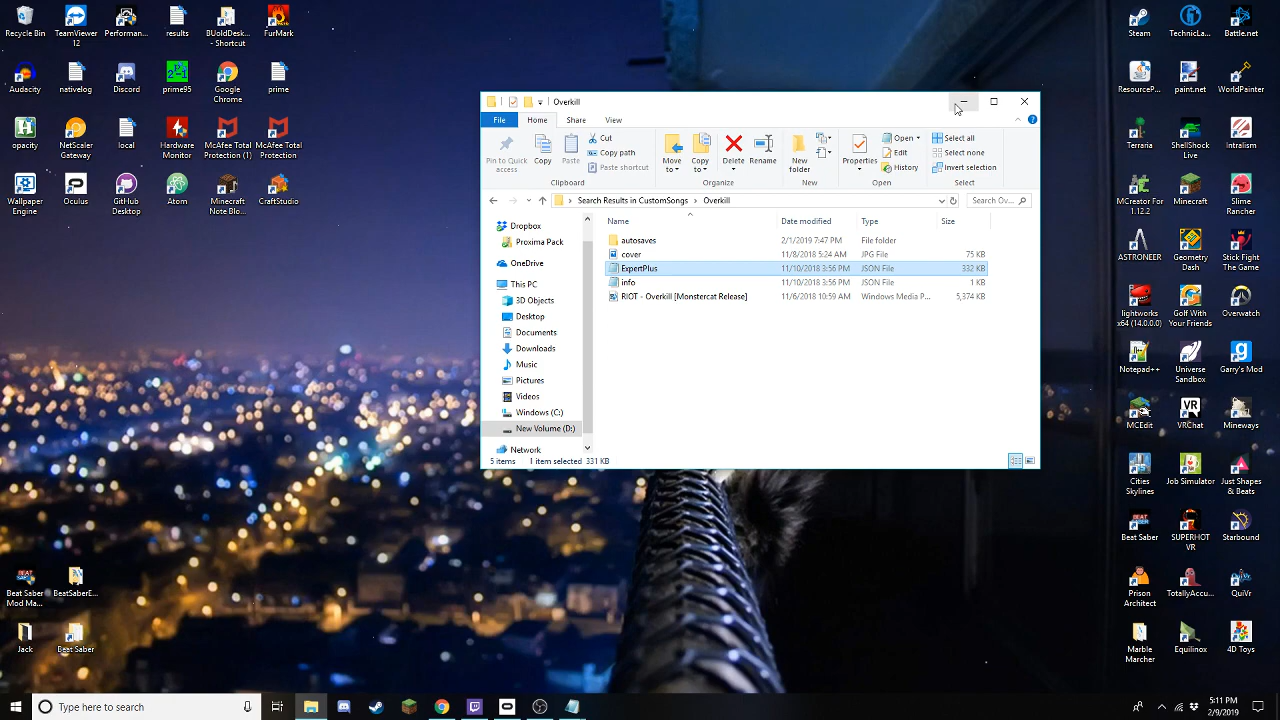 Recycle Bin
TeamViewer 12
Performan...
results
BUoldDesk... - Shortcut
FurMark
Audacity
nativelog
Discord
prime95
Google Chrome
prime
NetScale Gateway
local
Hardware Monitor
McAfee Total Protection (1)
McAfee Total Protection
Oculus
GitHub Desktop
Atom
Minecraft Note Bloc...
Craftstudio
Beat Saber Mod Ma...
BeatSaberE...
Jack
Beat Saber
Overkill
File
Home
Share
View
Pin to Quick access
Copy
Paste
Cut
Copy path
Paste shortcut
Move to
Copy to
Delete
Rename
New folder
Properties
Open
Edit
History
Select all
Select none
Invert selection
Clipboard
Organize
New
Open
Select
Search Results in CustomSongs > Overkill
Search Ov...
Name
Date modified
Type
Size
autosaves 2/1/2019 7:47 PM File folder
cover 11/8/2018 5:24 AM JPG File 75 KB
ExpertPlus 11/10/2018 3:56 PM JSON File 332 KB
info 11/10/2018 3:56 PM JSON File 1 KB
RIOT - Overkill [Monstercat Release] 11/6/2018 10:59 AM Windows Media P... 5,374 KB
Dropbox
Proxima Pack
OneDrive
This PC
3D Objects
Desktop
Documents
Downloads
Music
Pictures
Videos
Windows (C:)
New Volume (D:)
Network
5 items 1 item selected 331 KB
Steam
TechnicLa...
Battle.net
paint.net
WorldPainter
Terraria
Intralism
MCreator For 1.12.2
Minecraft
Slime Rancher
ASTRONEER
Geometry Dash
Stick Fight The Game
lightworks x64 (14.0.0.0)
Golf With Your Friends
Overwatch
Notepad++
Universe Sandbox
Garry's Mod
MCEdit
VR
VRChat
Mineways
Cities Skylines
Job Simulator
Just Shapes & Beats
Beat Saber
SUPERHOT VR
Starbound
Prison Architect
TotallyAccu...
QuiVr
Marble Marcher
Equilinox
4D Toys
Type here to search
5:11 PM
2/9/2019